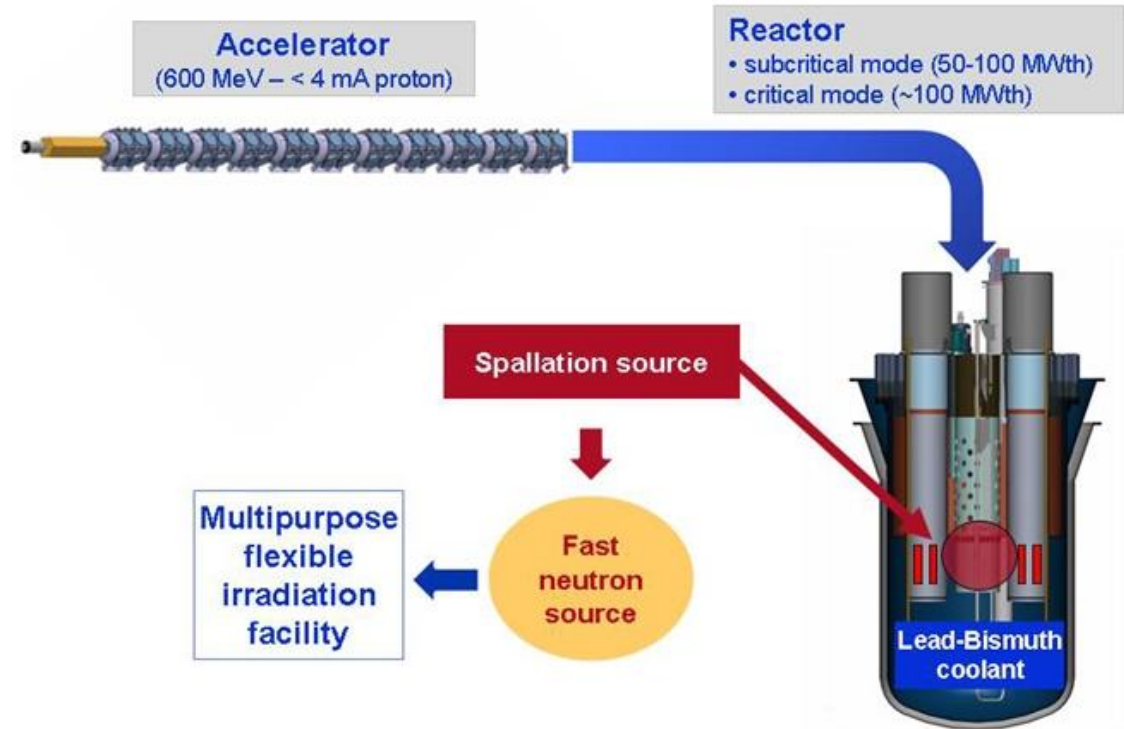 Accelerator
(600 MeV – < 4 mA proton)
Reactor
• subcritical mode (50-100 MWth)
• critical mode (~100 MWth)
Spallation source
Multipurpose
flexible
irradiation
facility
Fast
neutron
source
Lead-Bismuth
coolant